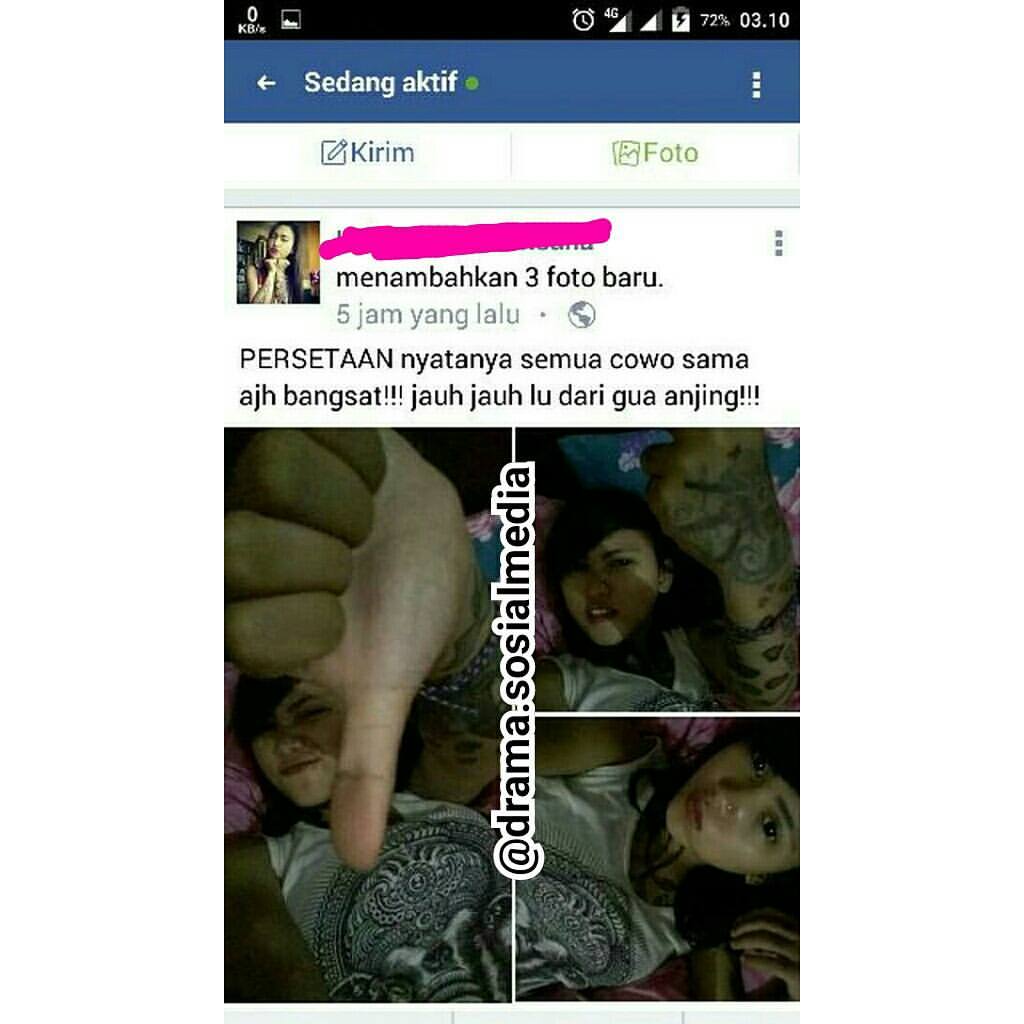 0
KB/s
4G
72% 03.10
Sedang aktif
Kirim
Foto
menambahkan 3 foto baru.
5 jam yang lalu ·
PERSETAAN nyatanya semua cowo sama
ajh bangsat!!! jauh jauh lu dari gua anjing!!!
@drama.sosialmedia